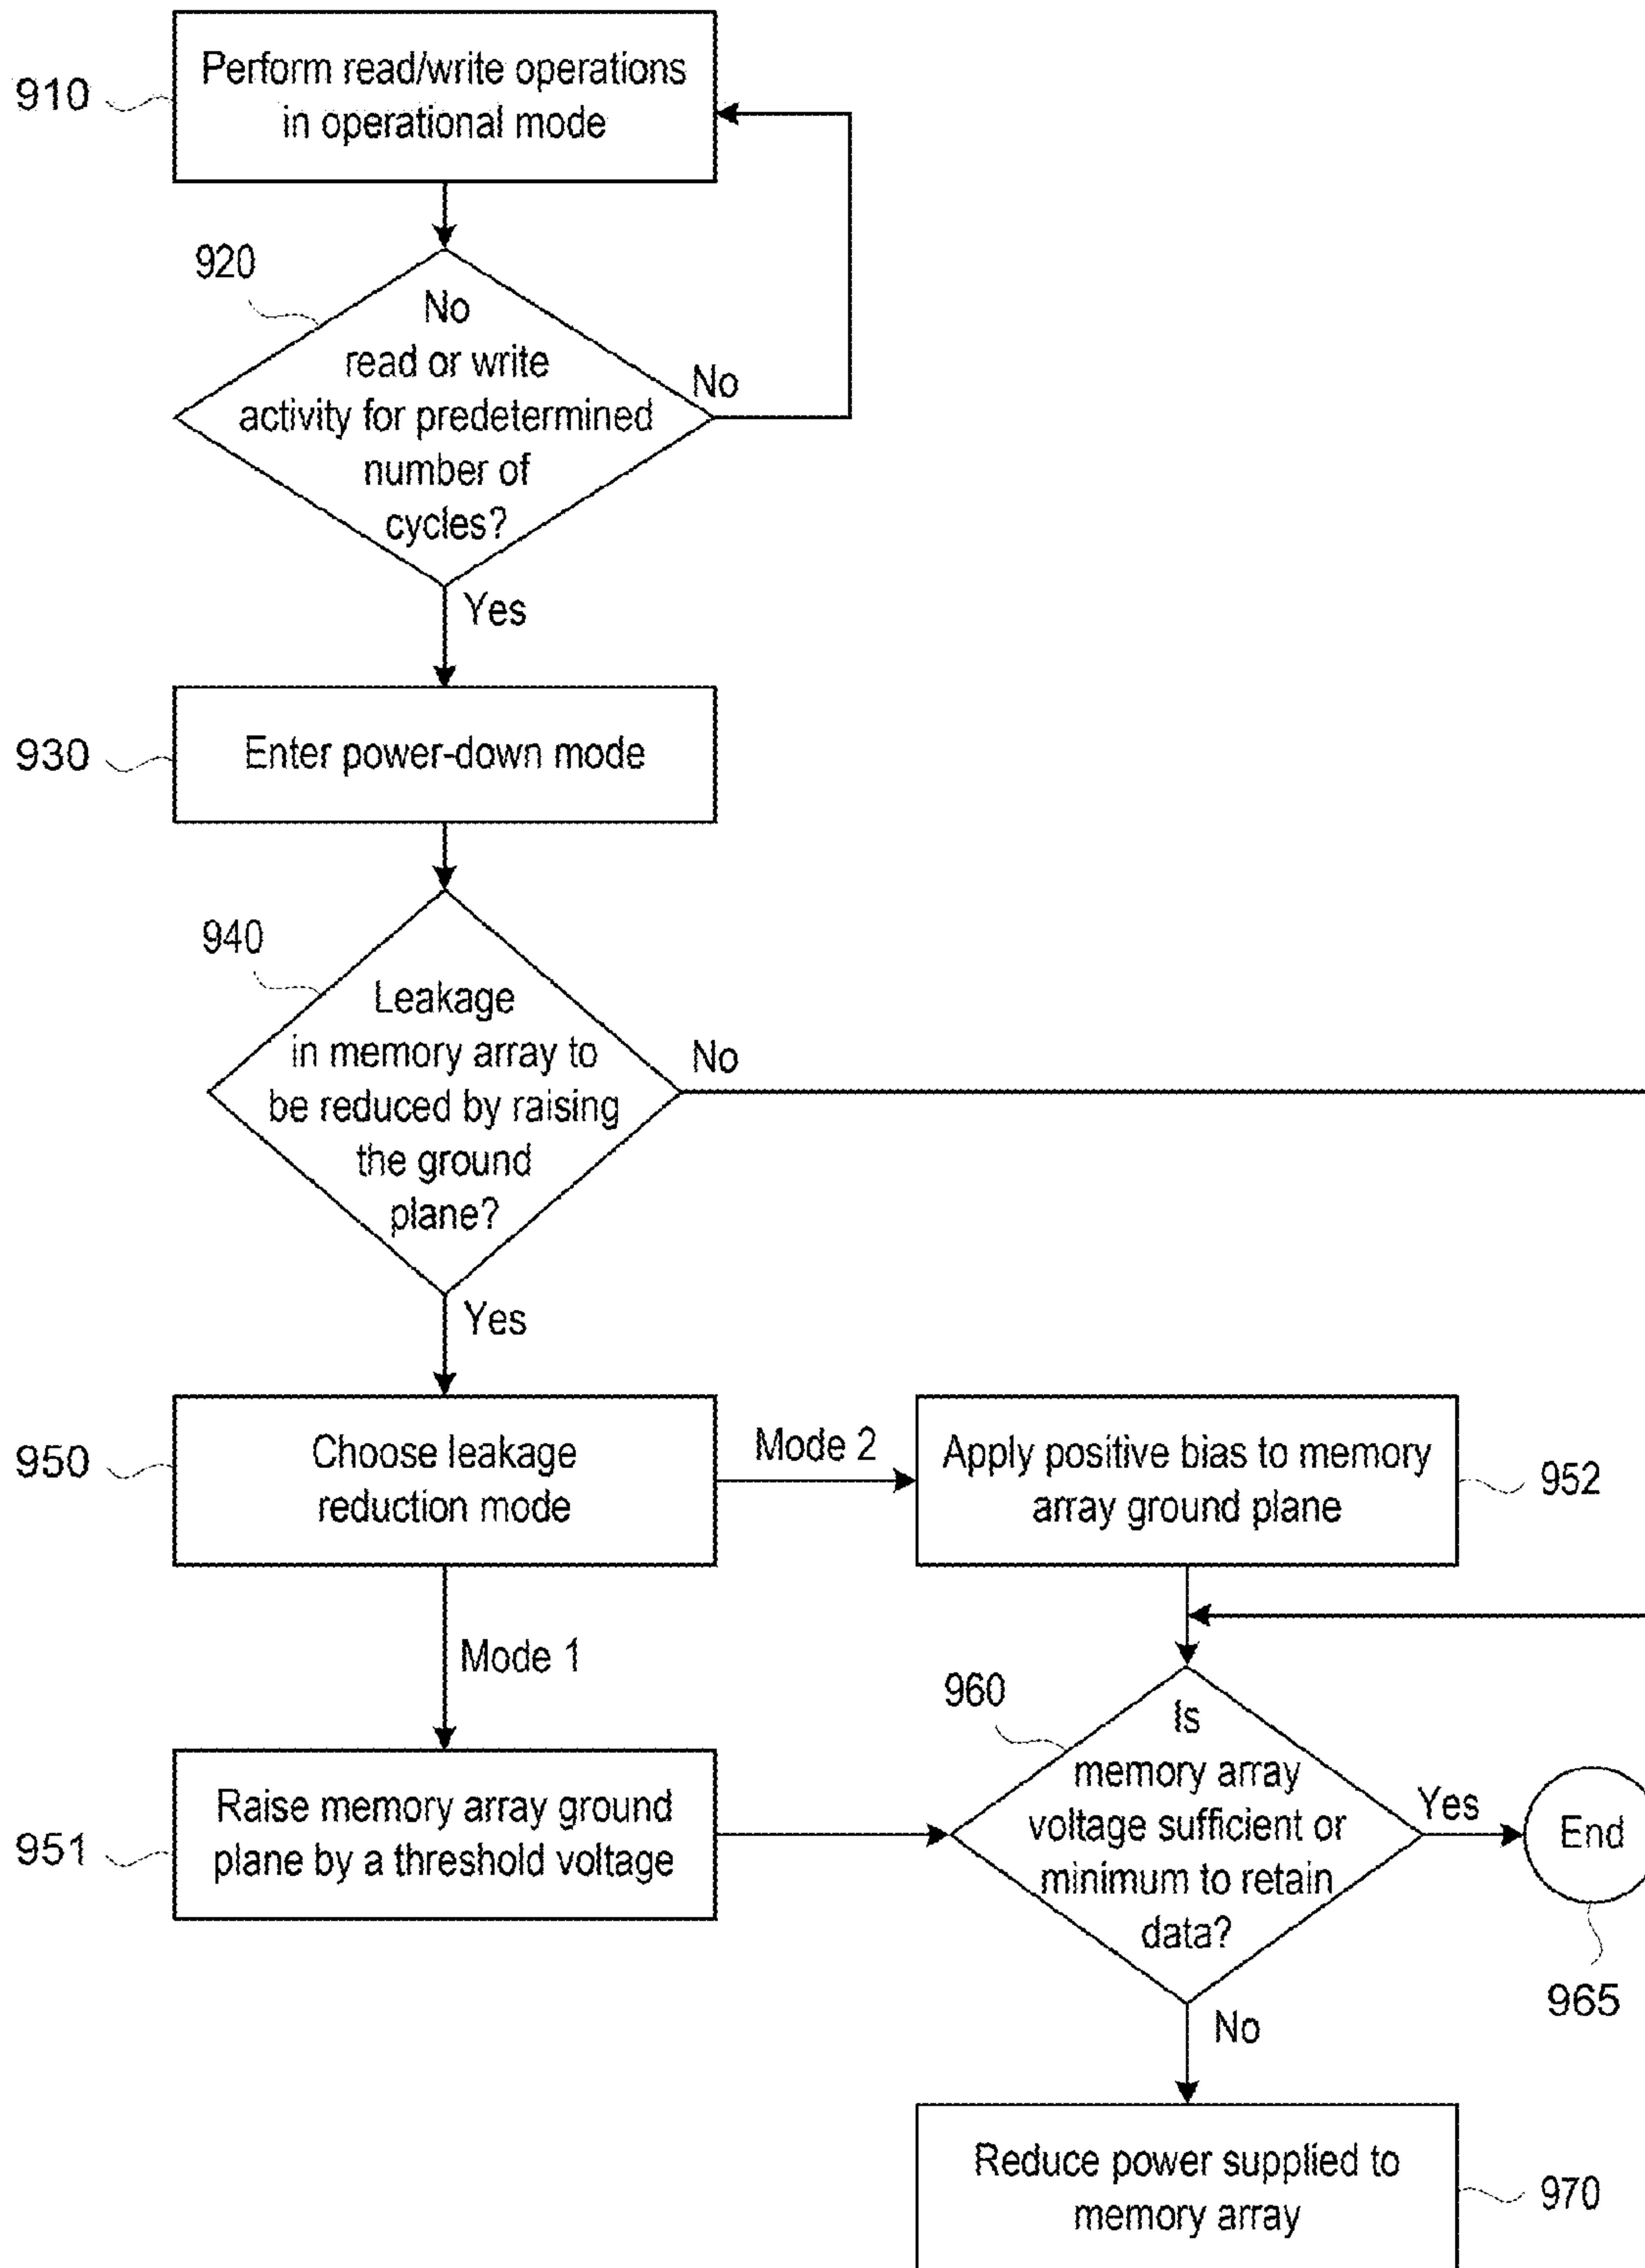 910
Perform read/write operations
in operational mode
920
No
read or write
activity for predetermined
number of
cycles?
No
Yes
930
Enter power-down mode
940
Leakage
in memory array to
be reduced by raising
the ground
plane?
No
Yes
950
Choose leakage
reduction mode
Mode 2
Apply positive bias to memory
array ground plane
952
Mode 1
951
Raise memory array ground
plane by a threshold voltage
960
Is
memory array
voltage sufficient or
minimum to retain
data?
Yes
End
965
No
Reduce power supplied to
memory array
970